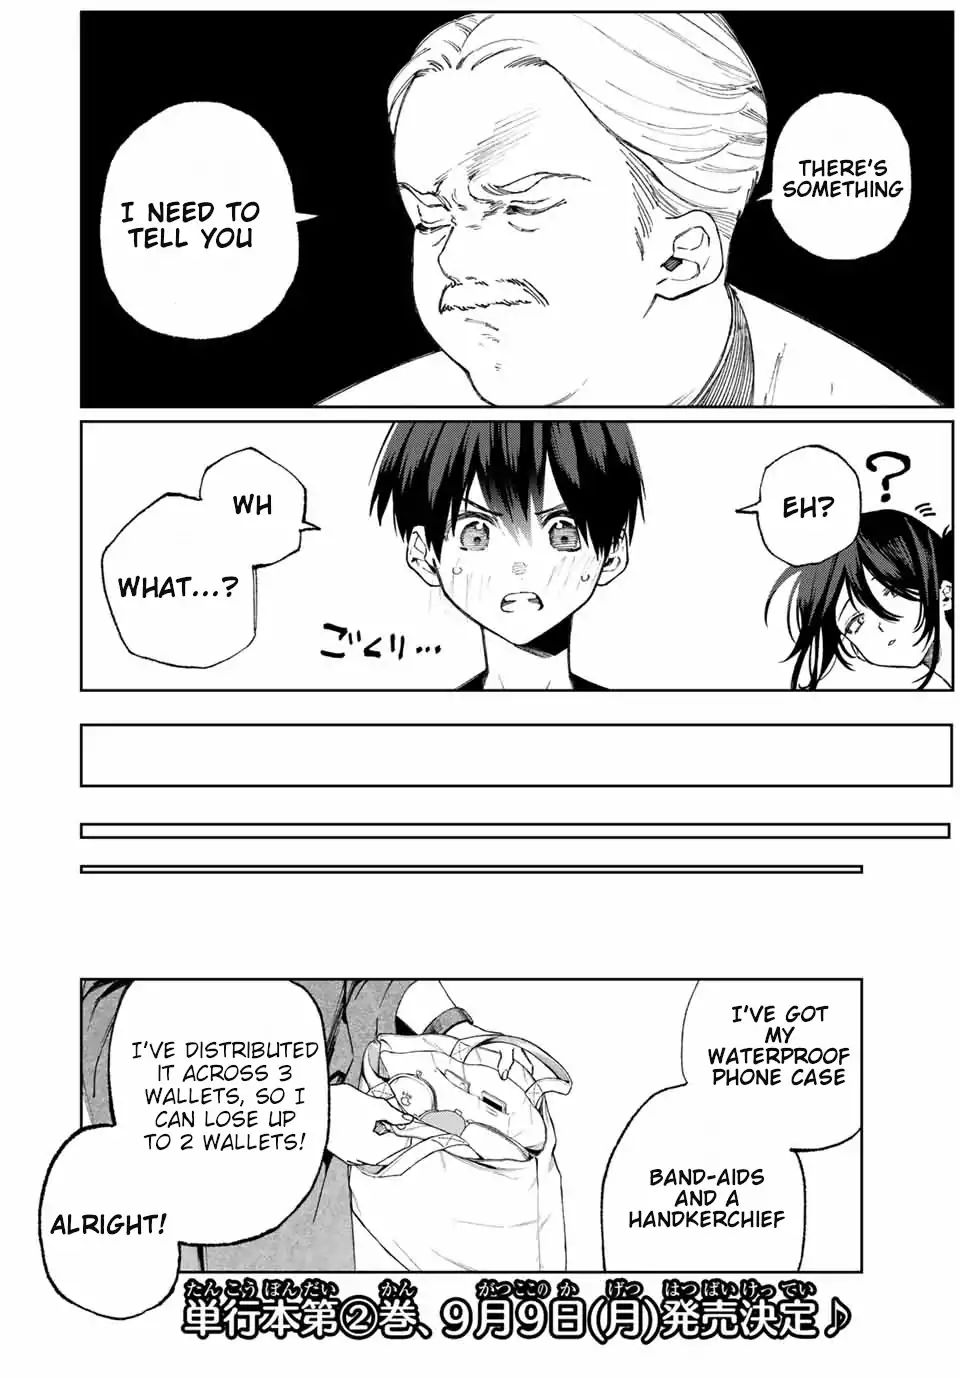 THERE'S
SOMETHING
I NEED TO
TELL YOU
EH?
?
WH
WHAT...?
ごくり...
I'VE GOT
MY
WATERPROOF
PHONE CASE
BAND-AIDS
AND A
HANDKERCHIEF
I'VE DISTRIBUTED
IT ACROSS 3
WALLETS, SO I
CAN LOSE UP
TO 2 WALLETS!
ALRIGHT!
たんこうぼんだい かん がつここのか げつ はつばいけってい
単行本第②巻、9月9日(月)発売決定♪